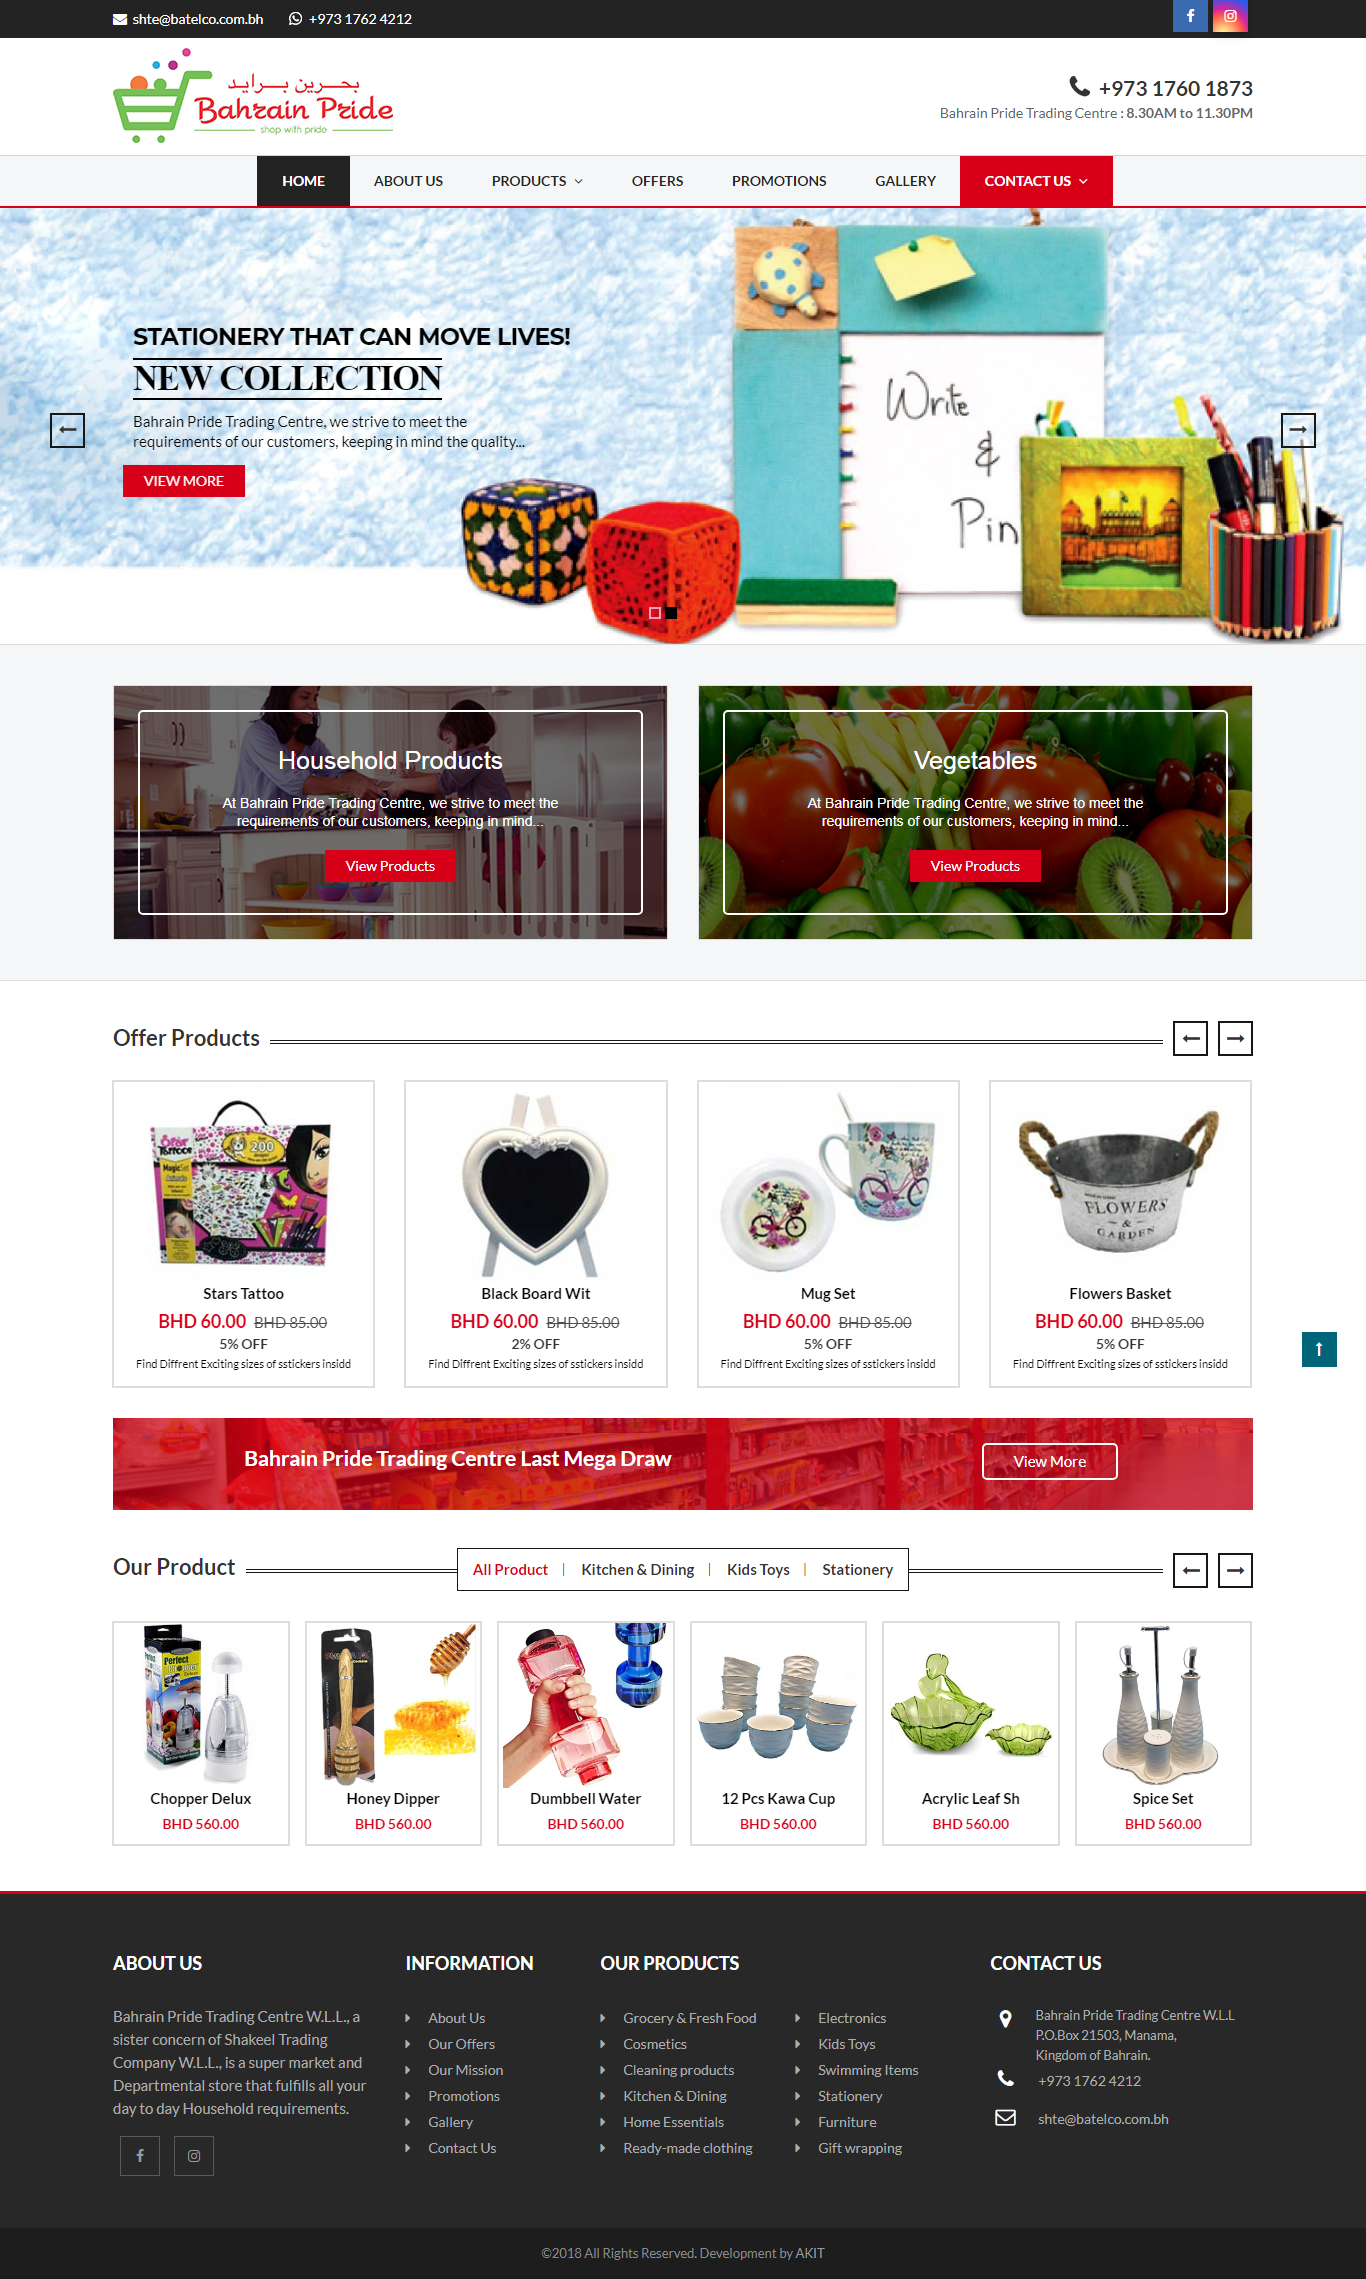 shte@batelco.com.bh +973 1762 4212
بحرين برايد
Bahrain Pride
shop with pride
+973 1760 1873
Bahrain Pride Trading Centre : 8.30AM to 11.30PM
HOME ABOUT US PRODUCTS OFFERS PROMOTIONS GALLERY CONTACT US
STATIONERY THAT CAN MOVE LIVES!
NEW COLLECTION
Bahrain Pride Trading Centre, we strive to meet the
requirements of our customers, keeping in mind the quality...
VIEW MORE
Write
&
Pin
Household Products
At Bahrain Pride Trading Centre, we strive to meet the
requirements of our customers, keeping in mind...
View Products
Vegetables
At Bahrain Pride Trading Centre, we strive to meet the
requirements of our customers, keeping in mind...
View Products
Offer Products
200
FLOWERS
&
GARDEN
Stars Tattoo
BHD 60.00 BHD 85.00
5% OFF
Find Diffrent Exciting sizes of sstickers insidd
Black Board Wit
BHD 60.00 BHD 85.00
2% OFF
Find Diffrent Exciting sizes of sstickers insidd
Mug Set
BHD 60.00 BHD 85.00
5% OFF
Find Diffrent Exciting sizes of sstickers insidd
Flowers Basket
BHD 60.00 BHD 85.00
5% OFF
Find Diffrent Exciting sizes of sstickers insidd
Bahrain Pride Trading Centre Last Mega Draw
View More
Our Product
All Product | Kitchen & Dining | Kids Toys | Stationery
Perfect
Chopper Delux
BHD 560.00
Honey Dipper
BHD 560.00
Dumbbell Water
BHD 560.00
12 Pcs Kawa Cup
BHD 560.00
Acrylic Leaf Sh
BHD 560.00
Spice Set
BHD 560.00
ABOUT US
Bahrain Pride Trading Centre W.L.L., a
sister concern of Shakeel Trading
Company W.L.L., is a super market and
Departmental store that fulfills all your
day to day Household requirements.
INFORMATION
About Us
Our Offers
Our Mission
Promotions
Gallery
Contact Us
OUR PRODUCTS
Grocery & Fresh Food
Cosmetics
Cleaning products
Kitchen & Dining
Home Essentials
Ready-made clothing
Electronics
Kids Toys
Swimming Items
Stationery
Furniture
Gift wrapping
CONTACT US
Bahrain Pride Trading Centre W.L.L
P.O.Box 21503, Manama,
Kingdom of Bahrain.
+973 1762 4212
shte@batelco.com.bh
©2018 All Rights Reserved. Development by AKIT